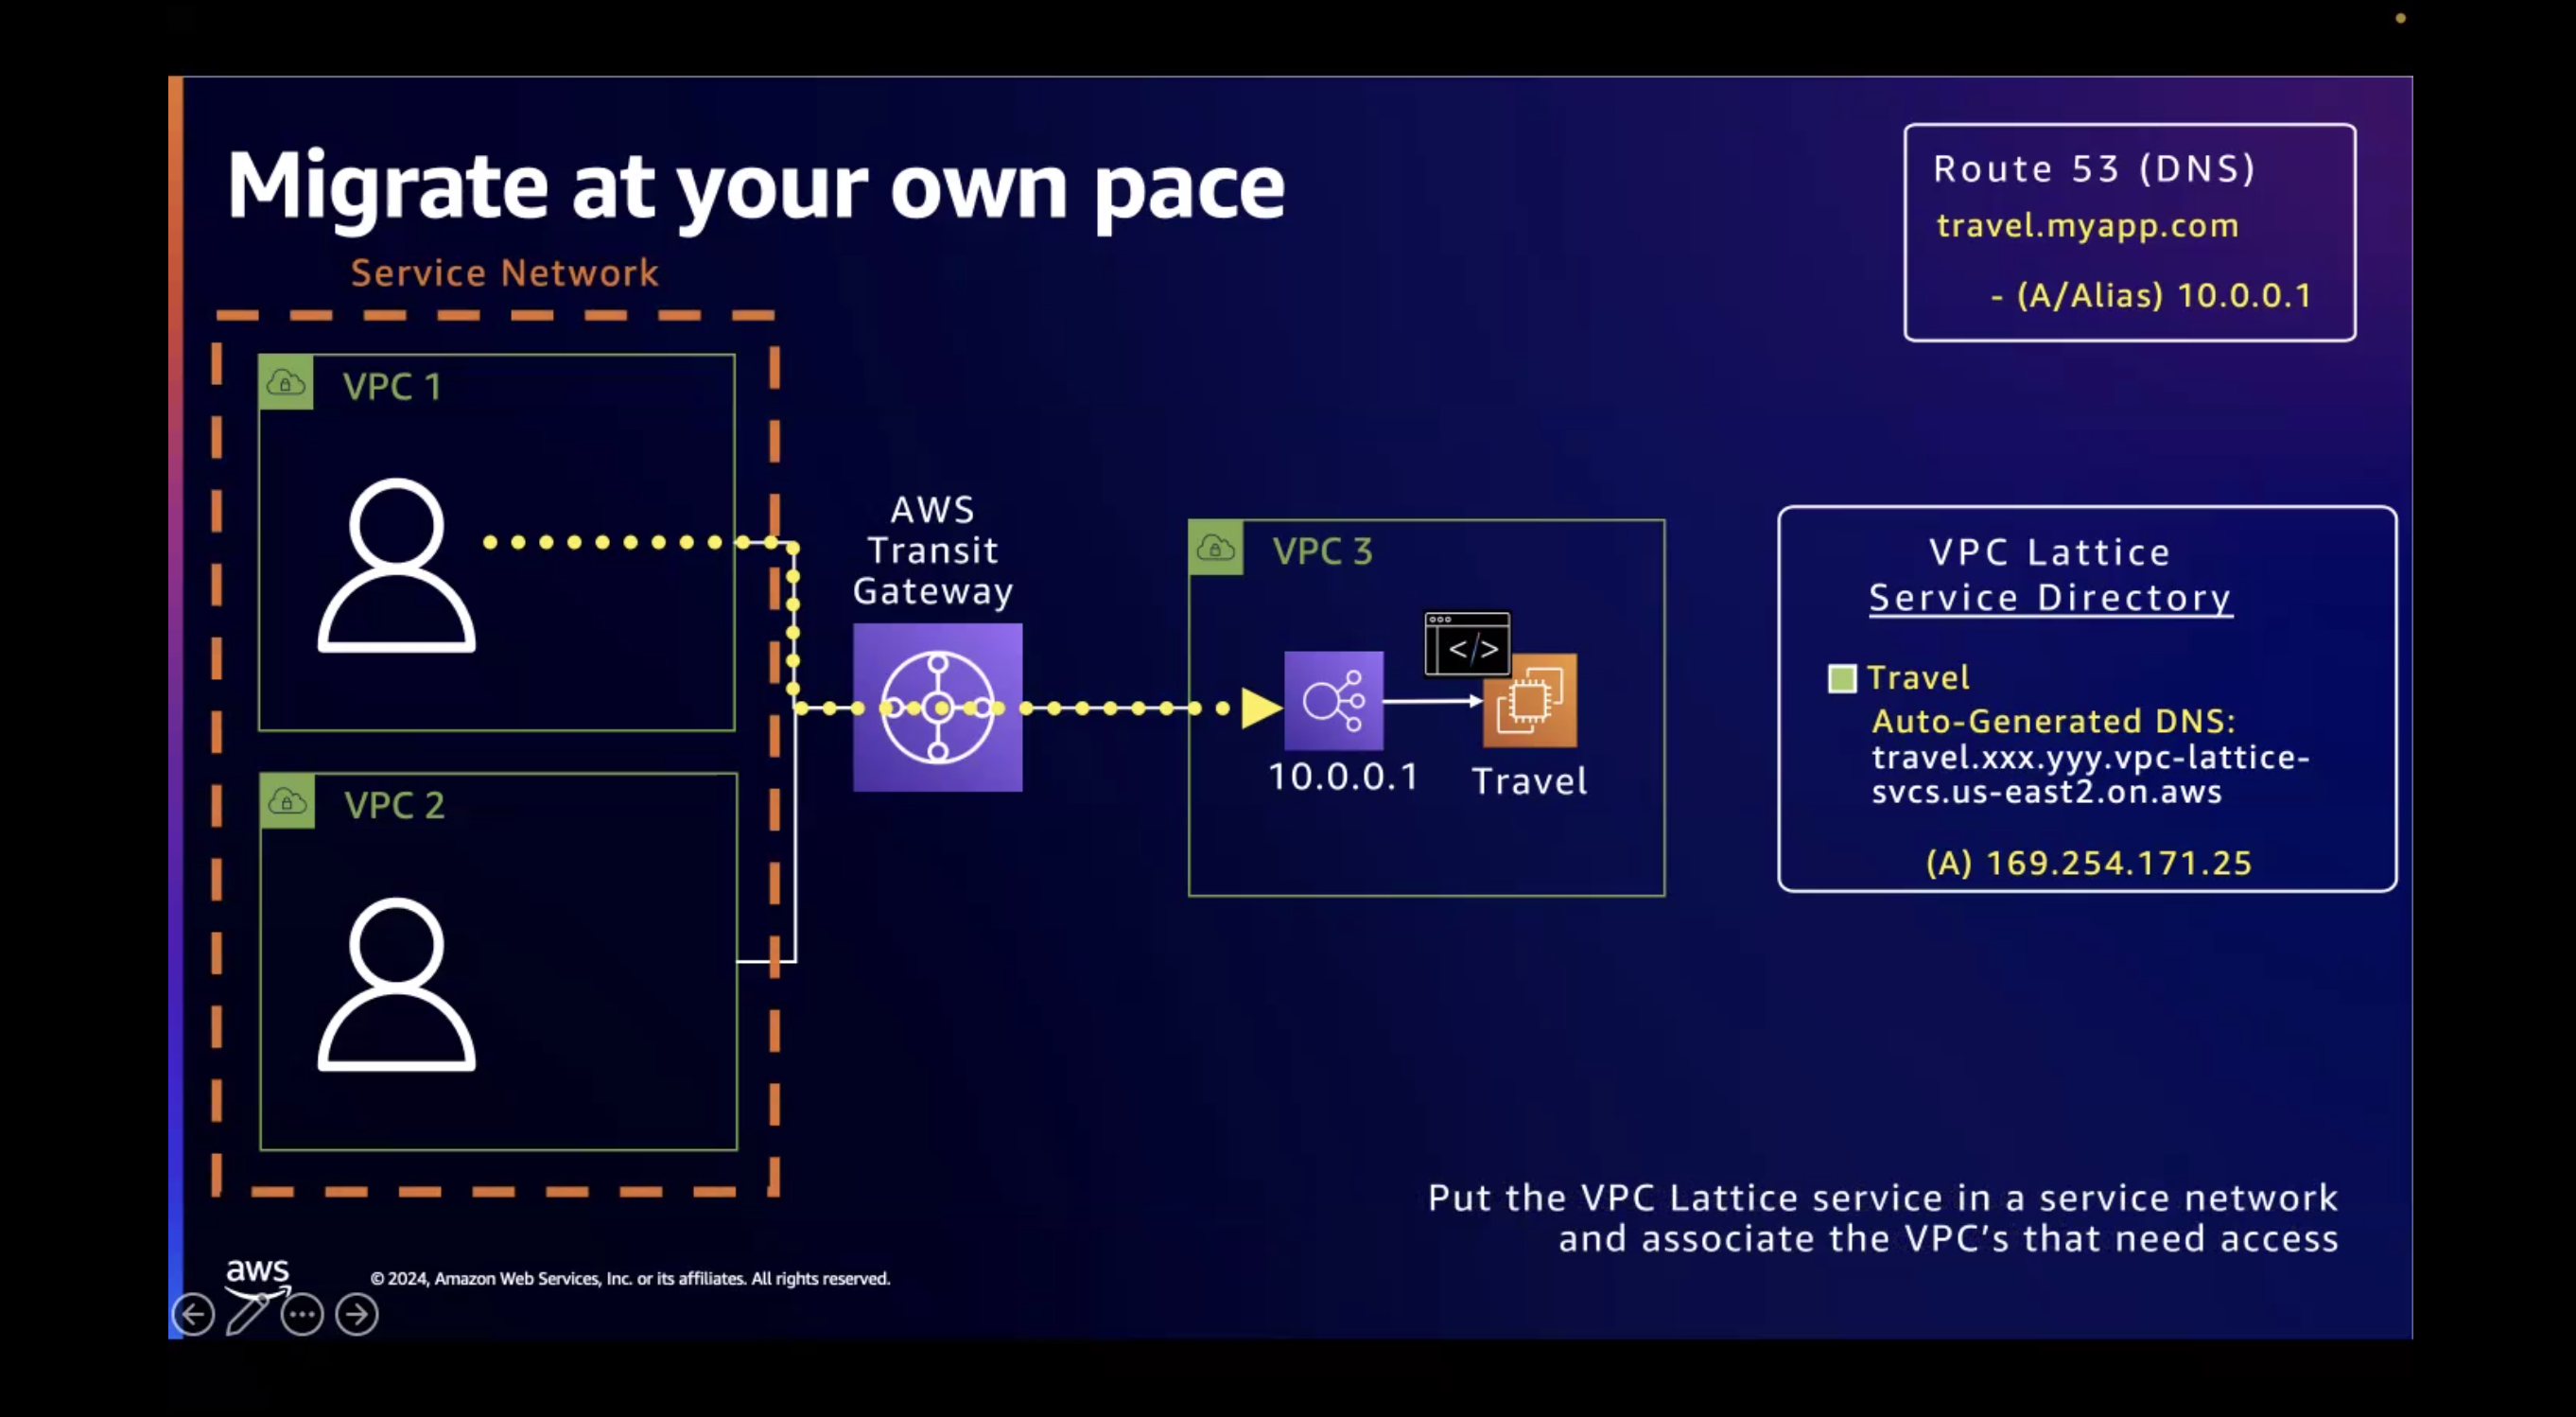 Migrate at your own pace
Route 53 (DNS)
travel.myapp.com
- (A/Alias) 10.0.0.1
Service Network
VPC 1
AWS
Transit
Gateway
VPC 3
</>
10.0.0.1
Travel
VPC 2
VPC Lattice
Service Directory
Travel
Auto-Generated DNS:
travel.xxx.yyy.vpc-lattice-
svcs.us-east2.on.aws
(A) 169.254.171.25
Put the VPC Lattice service in a service network
and associate the VPC's that need access
aws
© 2024, Amazon Web Services, Inc. or its affiliates. All rights reserved.